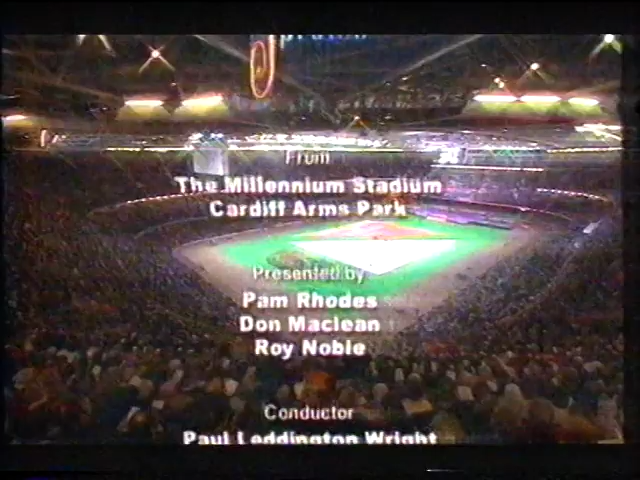 From
The Millennium Stadium
Cardiff Arms Park
Presented by
Pam Rhodes
Don Maclean
Roy Noble
Conductor
Paul Leddington Wright